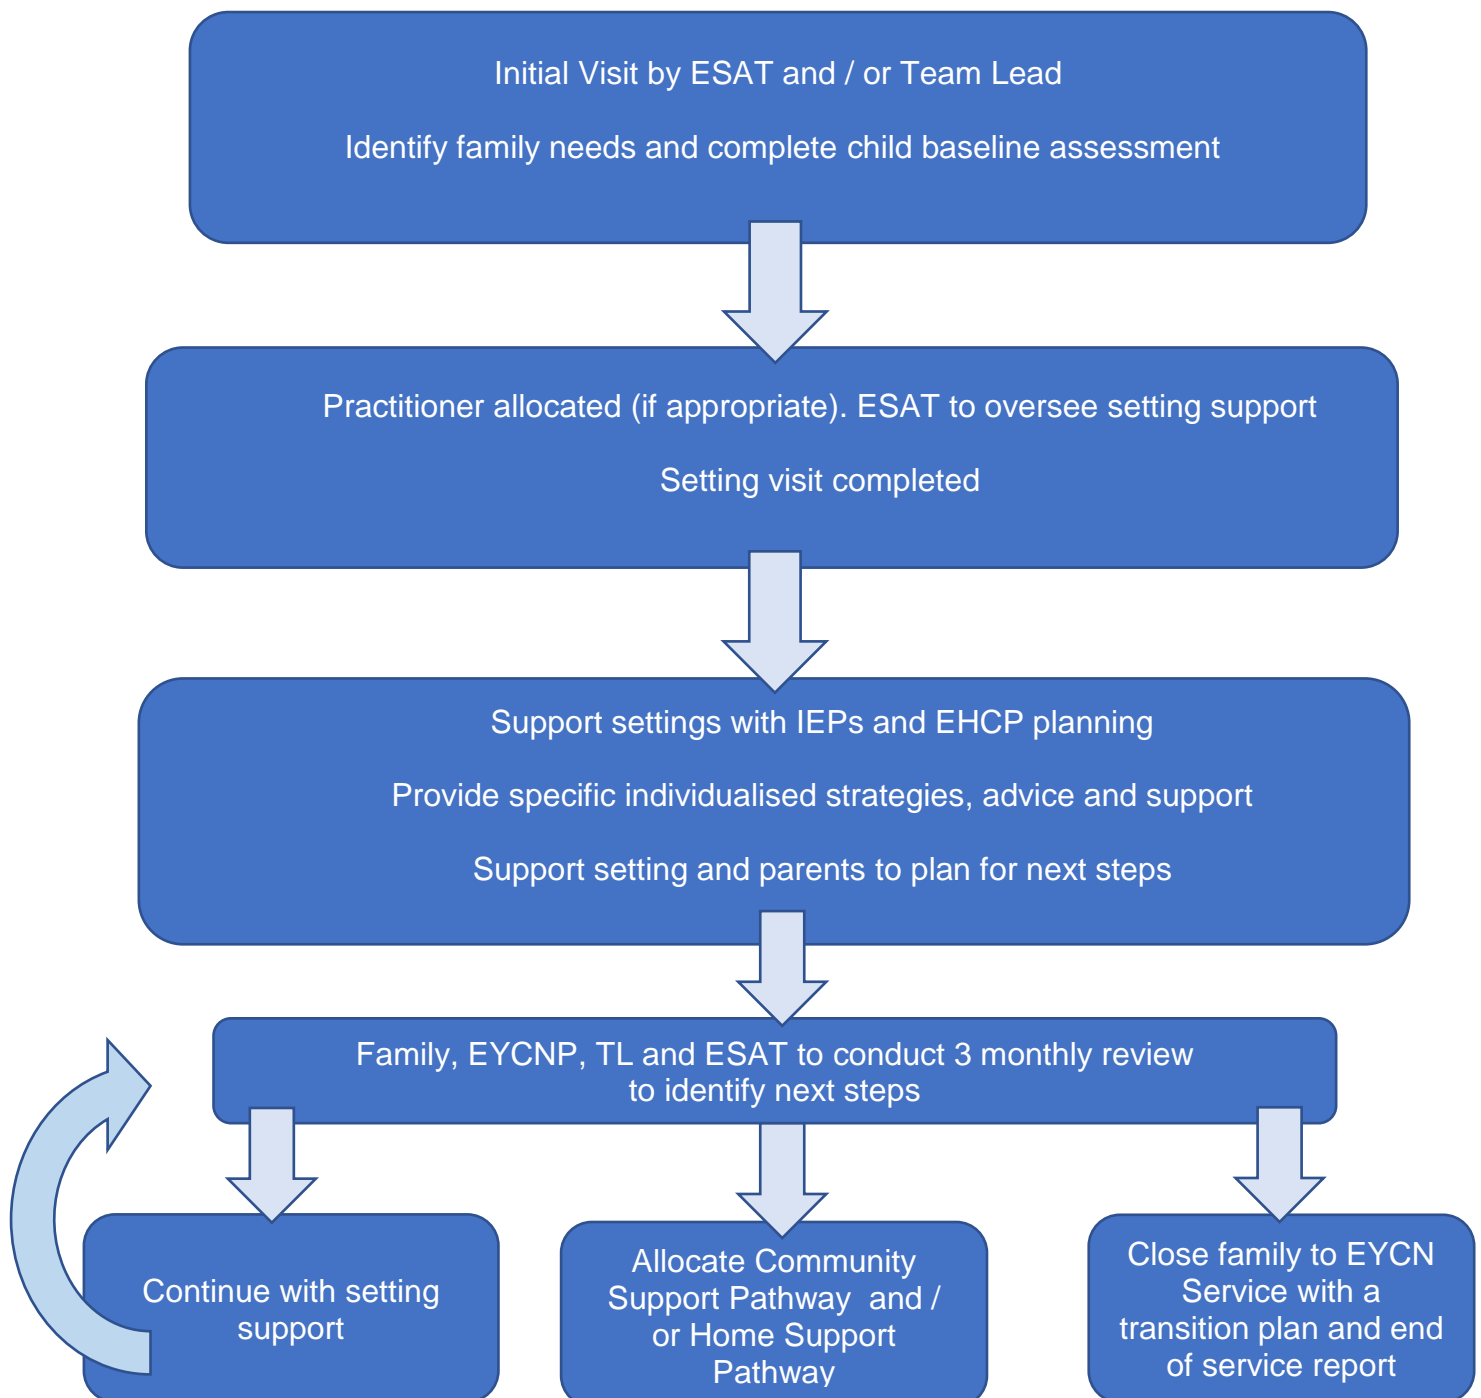 Initial Visit by ESAT and / or Team Lead
Identify family needs and complete child baseline assessment
Practitioner allocated (if appropriate). ESAT to oversee setting support
Setting visit completed
Support settings with IEPs and EHCP planning
Provide specific individualised strategies, advice and support
Support setting and parents to plan for next steps
Family, EYCNP, TL and ESAT to conduct 3 monthly review
to identify next steps
Continue with setting
support
Allocate Community
Support Pathway and /
or Home Support
Pathway
Close family to EYCN
Service with a
transition plan and end
of service report